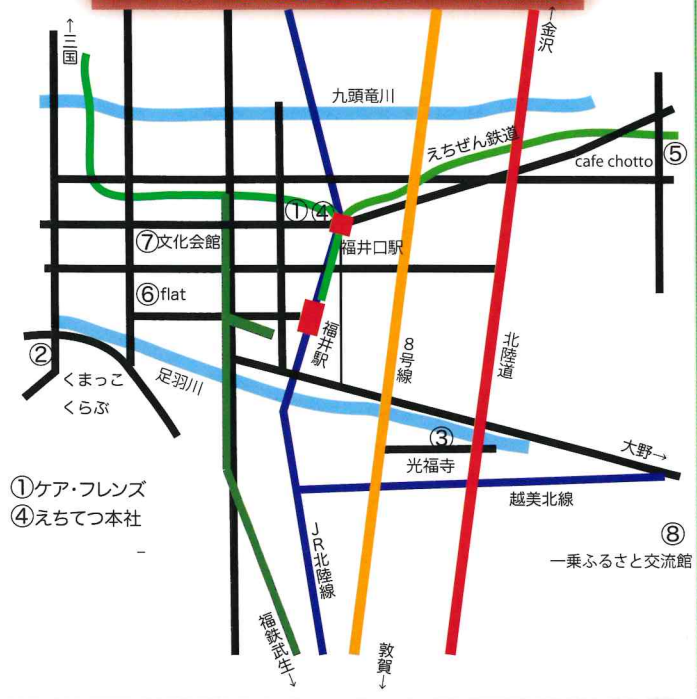 ←三国
←金沢
九頭竜川
えちぜん鉄道
cafe chotto
⑤
①④
⑦文化会館
福井口駅
⑥flat
福井駅
8号線
北陸道
②
くまっこ
くらぶ
足羽川
③
光福寺
大野→
越美北線
①ケア・フレンズ
④えちてつ本社
JR北陸線
⑧
一乗ふるさと交流館
福鉄武生→
敦賀→